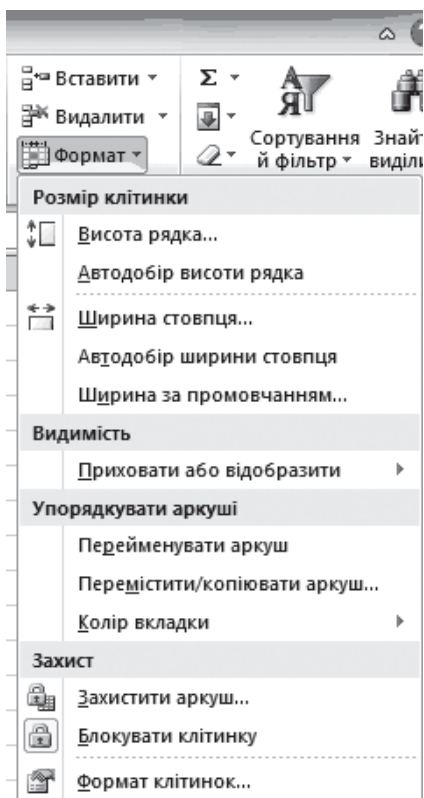 Вставити
Видалити
Формат
Σ
А
Я
Сортування
й фільтр
Розмір клітинки
Висота рядка...
Автодобір висоти рядка
Ширина стовпця...
Автодобір ширини стовпця
Ширина за промовчанням...
Видимість
Приховати або відобразити
Упорядкувати аркуші
Перейменувати аркуш
Перемістити/копіювати аркуш...
Колір вкладки
Захист
Захистити аркуш...
Блокувати клітинку
Формат клітинок...